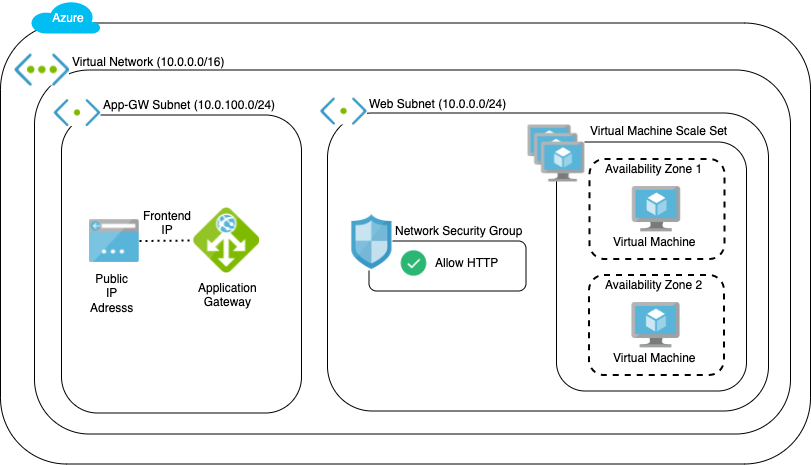 Azure
Virtual Network (10.0.0.0/16)
App-GW Subnet (10.0.100.0/24)
Web Subnet (10.0.0.0/24)
Virtual Machine Scale Set
Availability Zone 1
Virtual Machine
Frontend
IP
Public
IP
Adresss
Application
Gateway
Network Security Group
Allow HTTP
Availability Zone 2
Virtual Machine